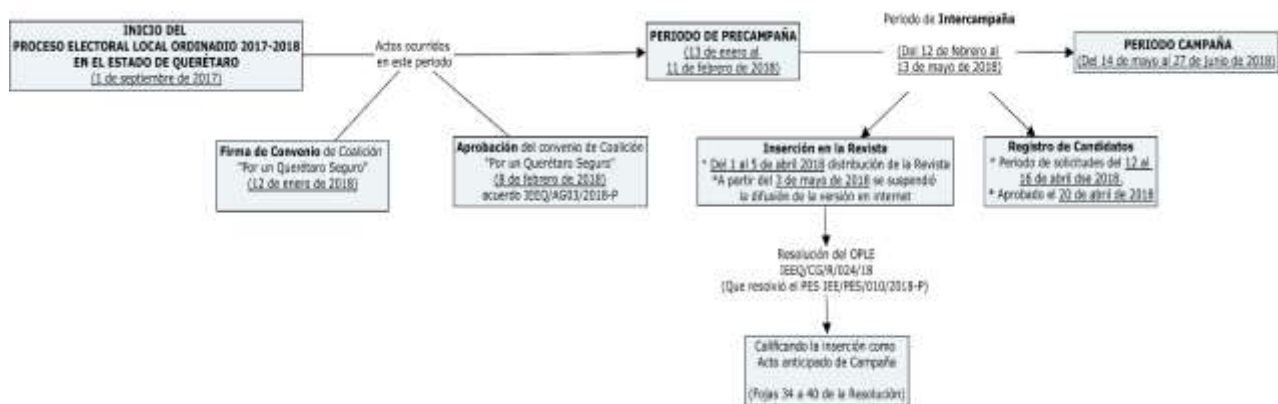 INICIO DEL
PROCESO ELECTORAL LOCAL ORDINADIO 2017-2018
EN EL ESTADO DE QUERÉTARO
(1 de septiembre de 2017)
Actos ocurridos
en este periodo
PERIODO DE PRECAMPAÑA
(13 de enero al
11 de febrero de 2018)
Periodo de Intercampaña
(Del 12 de febrero al
13 de mayo de 2018)
PERIODO CAMPAÑA
(Del 14 de mayo al 27 de junio de 2018)
Firma de Convenio de Coalición
"Por un Querétaro Seguro"
(12 de enero de 2018)
Aprobación del convenio de Coalición
"Por un Querétaro Seguro"
(8 de febrero de 2018)
acuerdo IEEQ/AG03/2018-P
Inserción en la Revista
* Del 1 al 5 de abril 2018 distribución de la Revista
*A partir del 3 de mayo de 2018 se suspendió
la difusión de la versión en internet
Registro de Candidatos
* Periodo de solicitudes del 12 al
16 de abril dse 2018.
* Aprobado el 20 de abril de 2018
Resolución del OPLE
IEEQ/CG/R/024/18
(Que resolvió el PES IEE/PES/010/2018-P)
Calificando la inserción como
Acto anticipado de Campaña
(Fojas 34 a 40 de la Resolución)